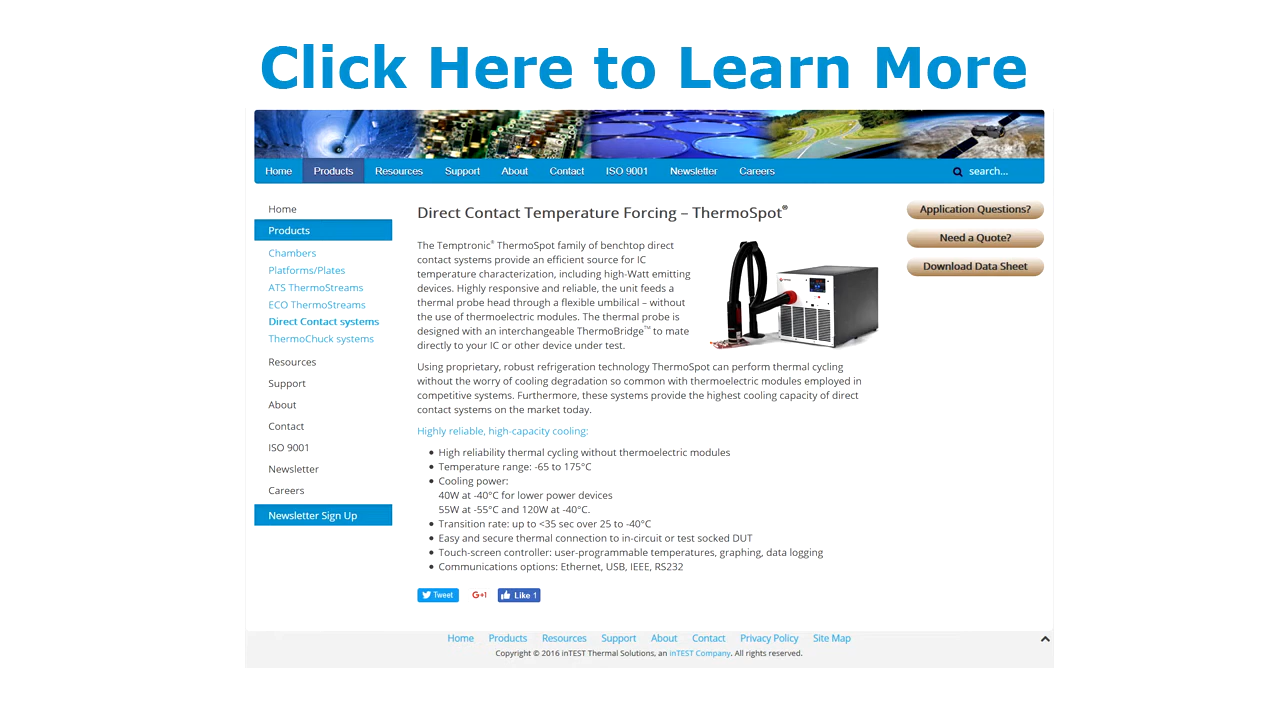 Click Here to Learn More
Home Products Resources Support About Contact ISO 9001 Newsletter Careers search...
Home
Products
Chambers
Platforms/Plates
ATS ThermoStreams
ECO ThermoStreams
Direct Contact systems
ThermoChuck systems
Resources
Support
About
Contact
ISO 9001
Newsletter
Careers
Newsletter Sign Up
Direct Contact Temperature Forcing – ThermoSpot®
The Temptronic® ThermoSpot family of benchtop direct
contact systems provide an efficient source for IC
temperature characterization, including high-Watt emitting
devices. Highly responsive and reliable, the unit feeds a
thermal probe head through a flexible umbilical – without
the use of thermoelectric modules. The thermal probe is
designed with an interchangeable ThermoBridge™ to mate
directly to your IC or other device under test.
Using proprietary, robust refrigeration technology ThermoSpot can perform thermal cycling
without the worry of cooling degradation so common with thermoelectric modules employed in
competitive systems. Furthermore, these systems provide the highest cooling capacity of direct
contact systems on the market today.
Highly reliable, high-capacity cooling:
• High reliability thermal cycling without thermoelectric modules
• Temperature range: -65 to 175°C
• Cooling power:
40W at -40°C for lower power devices
55W at -55°C and 120W at -40°C.
• Transition rate: up to <35 sec over 25 to -40°C
• Easy and secure thermal connection to in-circuit or test socked DUT
• Touch-screen controller: user-programmable temperatures, graphing, data logging
• Communications options: Ethernet, USB, IEEE, RS232
Tweet G+1 Like 1
Application Questions?
Need a Quote?
Download Data Sheet
Home Products Resources Support About Contact Privacy Policy Site Map
Copyright © 2016 inTEST Thermal Solutions, an inTEST Company. All rights reserved.